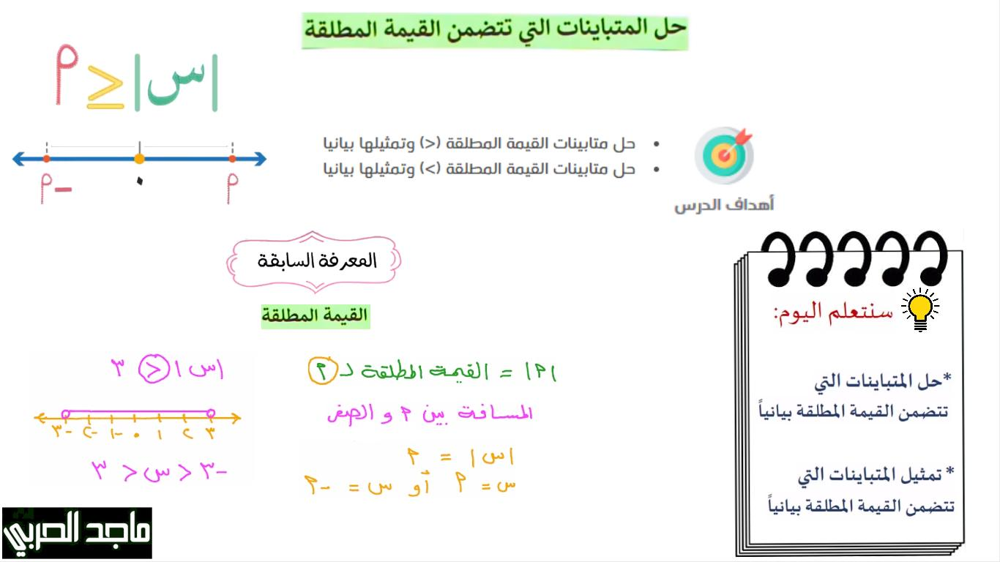 حل المتباينات التي تتضمن القيمة المطلقة
|س| ≥ م
م- ٠ م
• حل متابينات القيمة المطلقة (<) وتمثيلها بيانيا
• حل متابينات القيمة المطلقة (>) وتمثيلها بيانيا
أهداف الدرس
المعرفة السابقة
القيمة المطلقة
سنتعلم اليوم:
*حل المتباينات التي
تتضمن القيمة المطلقة بيانياً
* تمثيل المتباينات التي
تتضمن القيمة المطلقة بيانياً
|م| = القيمة المطلقة لـ م
المسافة بين م و الصفر
|س| = م
س = م أو س = -م
|س| < ٣
٣- ٢- ١- ٠ ١ ٢ ٣
-٣ < س < ٣
ماجد الحربي